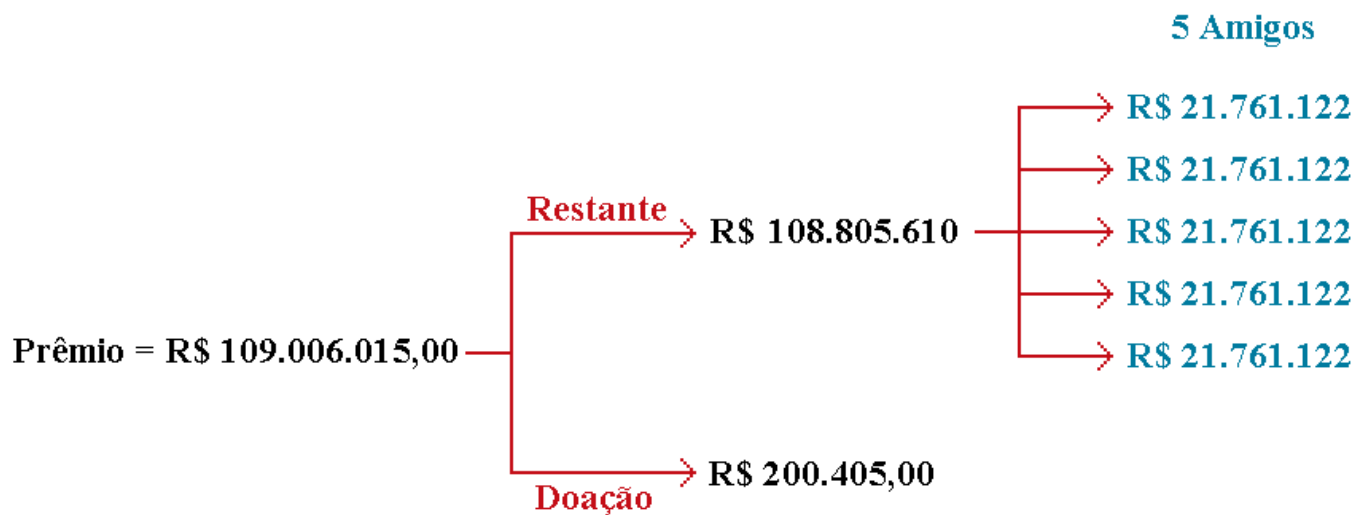 5 Amigos
R$ 21.761.122
R$ 21.761.122
Restante
R$ 108.805.610
R$ 21.761.122
R$ 21.761.122
Prêmio = R$ 109.006.015,00
R$ 21.761.122
R$ 200.405,00
Doação